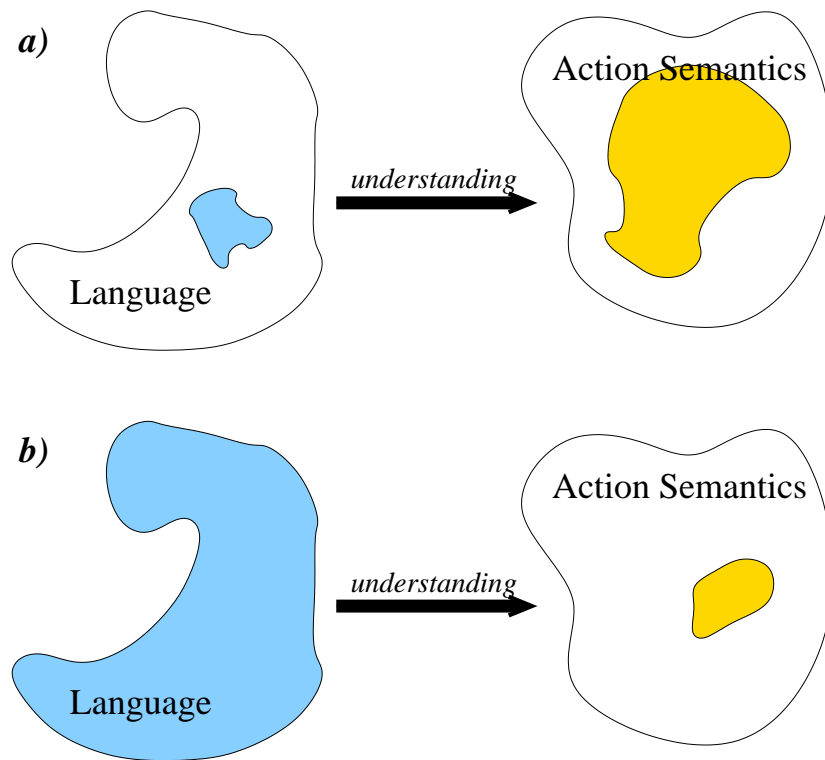 a)
Action Semantics
understanding
Language
b)
Action Semantics
understanding
Language